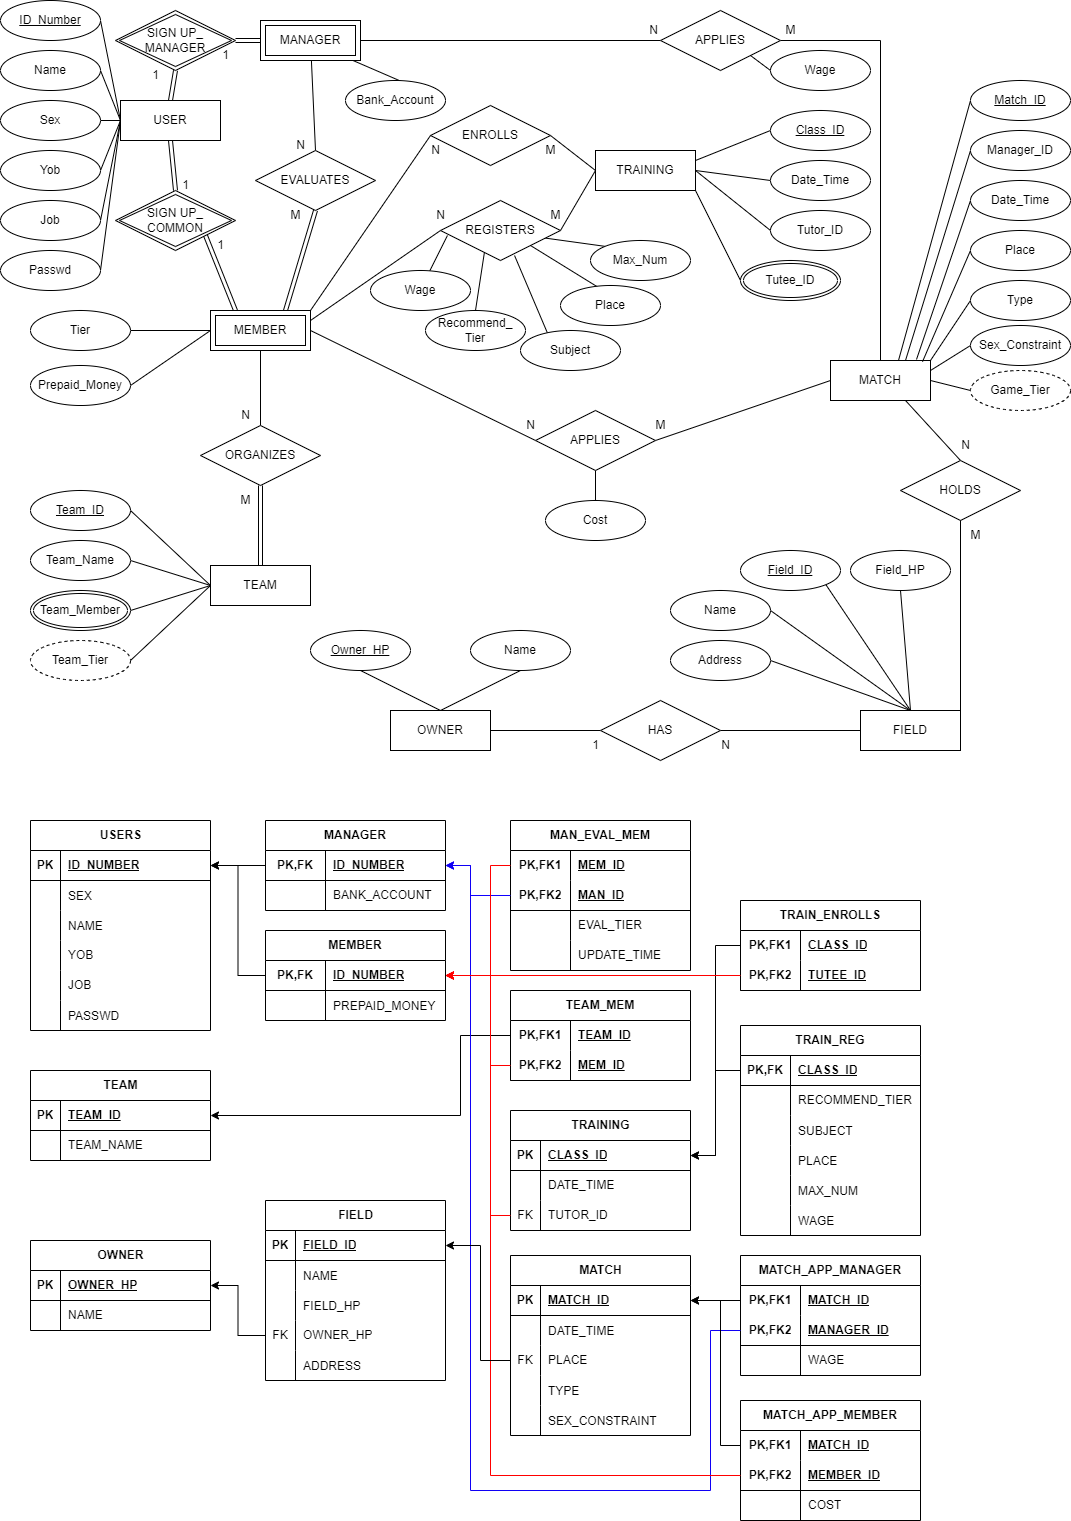 ID_Number
Name
Sex
Yob
Job
Passwd
SIGN UP_
MANAGER
1
1
MANAGER
Bank_Account
USER
1
SIGN UP_
COMMON
1
N
EVALUATES
M
N
APPLIES
M
Wage
ENROLLS
N
M
TRAINING
Class_ID
Date_Time
Tutor_ID
Tutee_ID
N
REGISTERS
M
Wage
Recommend_
Tier
Subject
Place
Max_Num
Match_ID
Manager_ID
Date_Time
Place
Type
Sex_Constraint
Game_Tier
MATCH
Tier
Prepaid_Money
MEMBER
N
APPLIES
M
Cost
N
ORGANIZES
M
Team_ID
Team_Name
Team_Member
Team_Tier
TEAM
N
HOLDS
M
Field_ID
Field_HP
Name
Address
Owner_HP
Name
OWNER
1
HAS
N
FIELD
USERS
PK ID_NUMBER
SEX
NAME
YOB
JOB
PASSWD
MANAGER
PK,FK ID_NUMBER
BANK_ACCOUNT
MEMBER
PK,FK ID_NUMBER
PREPAID_MONEY
MAN_EVAL_MEM
PK,FK1 MEM_ID
PK,FK2 MAN_ID
EVAL_TIER
UPDATE_TIME
TRAIN_ENROLLS
PK,FK1 CLASS_ID
PK,FK2 TUTEE_ID
TEAM_MEM
PK,FK1 TEAM_ID
PK,FK2 MEM_ID
TRAIN_REG
PK,FK CLASS_ID
RECOMMEND_TIER
SUBJECT
PLACE
MAX_NUM
WAGE
TEAM
PK TEAM_ID
TEAM_NAME
TRAINING
PK CLASS_ID
DATE_TIME
FK TUTOR_ID
FIELD
PK FIELD_ID
NAME
FIELD_HP
FK OWNER_HP
ADDRESS
OWNER
PK OWNER_HP
NAME
MATCH
PK MATCH_ID
DATE_TIME
FK PLACE
TYPE
SEX_CONSTRAINT
MATCH_APP_MANAGER
PK,FK1 MATCH_ID
PK,FK2 MANAGER_ID
WAGE
MATCH_APP_MEMBER
PK,FK1 MATCH_ID
PK,FK2 MEMBER_ID
COST